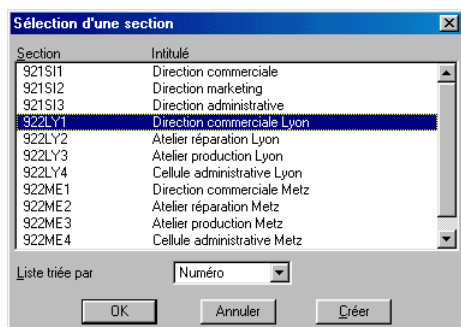 Sélection d'une section
Section Intitulé
921SI1 Direction commerciale
921SI2 Direction marketing
921SI3 Direction administrative
922LY1 Direction commerciale Lyon
922LY2 Atelier réparation Lyon
922LY3 Atelier production Lyon
922LY4 Cellule administrative Lyon
922ME1 Direction commerciale Metz
922ME2 Atelier réparation Metz
922ME3 Atelier production Metz
922ME4 Cellule administrative Metz
Liste triée par Numéro
OK Annuler Créer